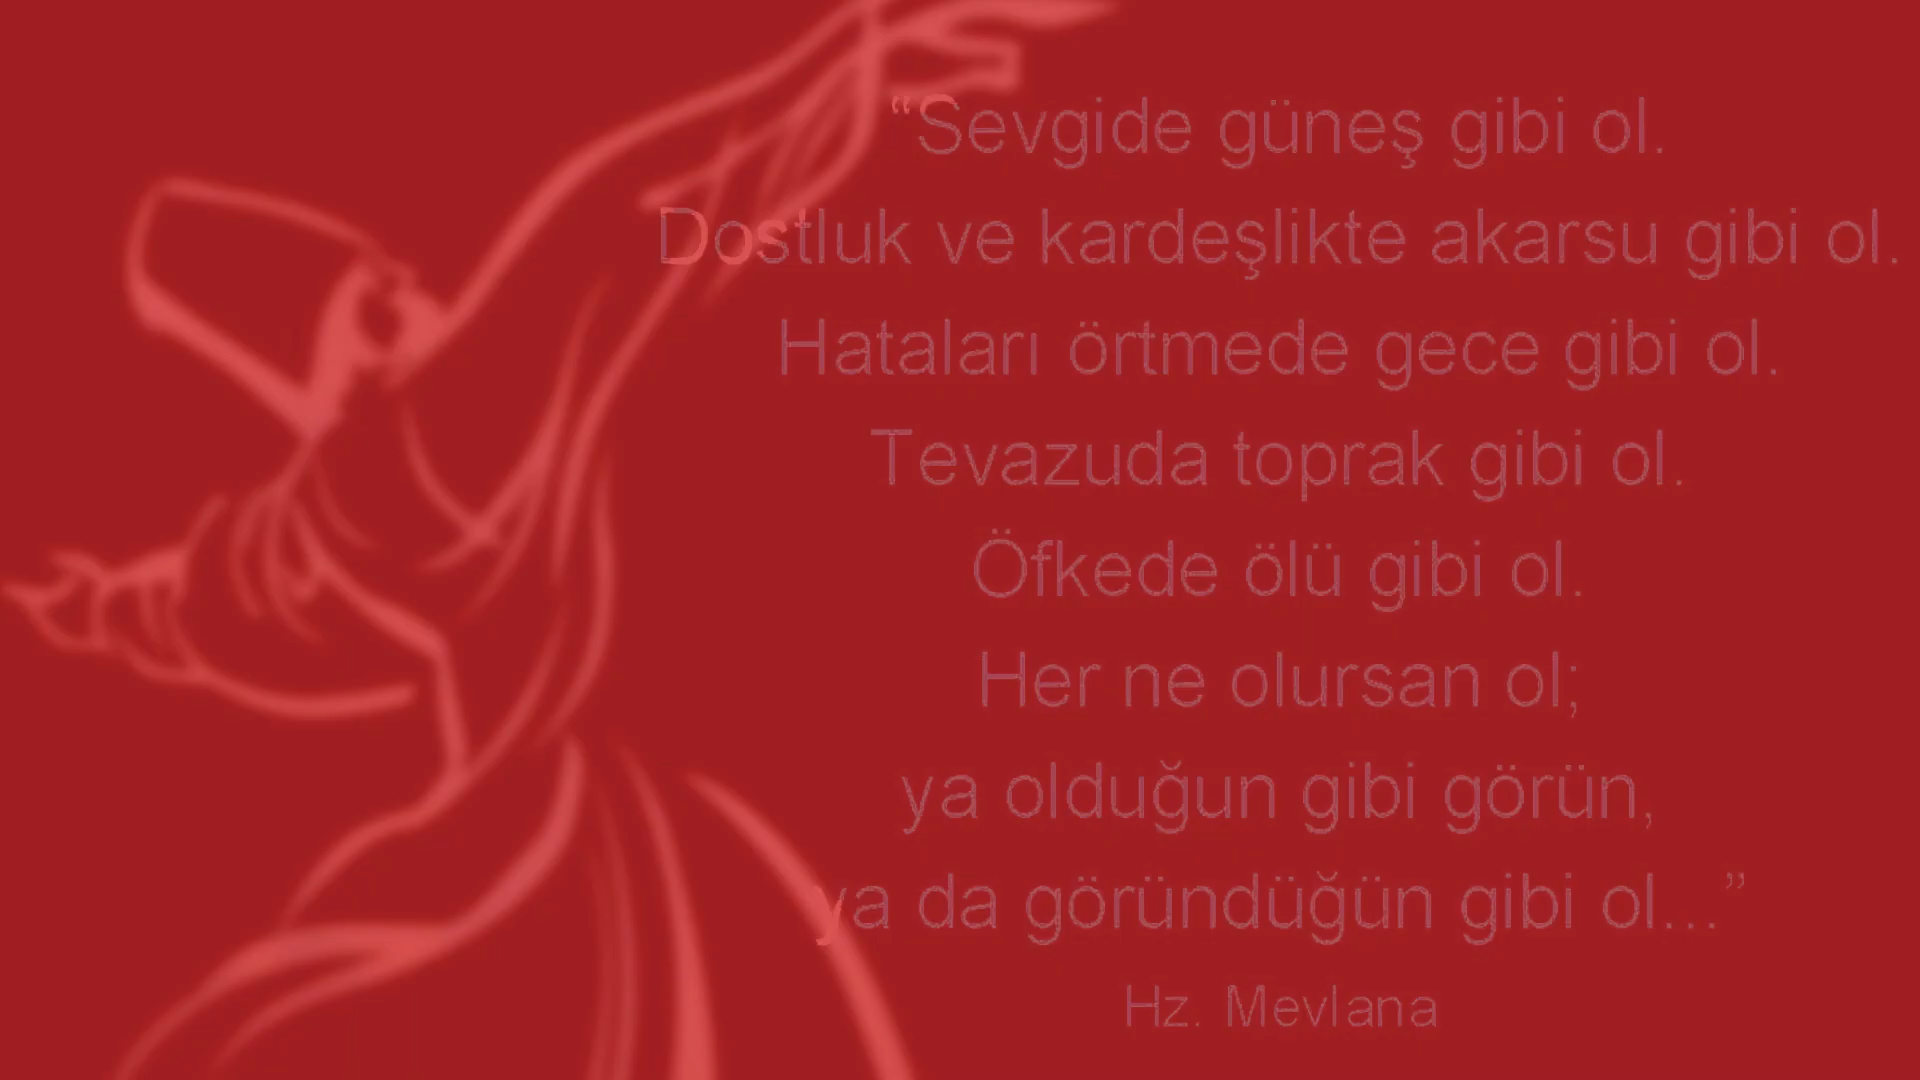 “Sevgide güneş gibi ol.
Dostluk ve kardeşlikte akarsu gibi ol.
Hataları örtmede gece gibi ol.
Tevazuda toprak gibi ol.
Öfkede ölü gibi ol.
Her ne olursan ol;
ya olduğun gibi görün,
ya da göründüğün gibi ol...”
Hz. Mevlana